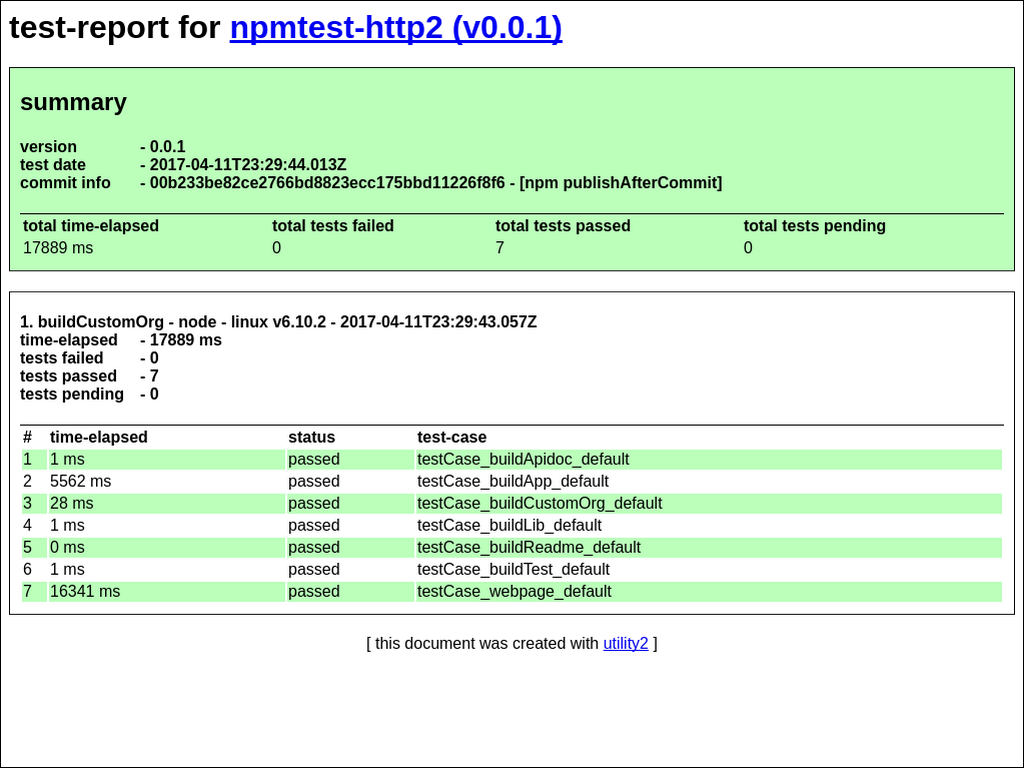 test-report for npmtest-http2 (v0.0.1)
summary
version - 0.0.1
test date - 2017-04-11T23:29:44.013Z
commit info - 00b233be82ce2766bd8823ecc175bbd11226f8f6 - [npm publishAfterCommit]
total time-elapsed total tests failed total tests passed total tests pending
17889 ms 0 7 0
1. buildCustomOrg - node - linux v6.10.2 - 2017-04-11T23:29:43.057Z
time-elapsed - 17889 ms
tests failed - 0
tests passed - 7
tests pending - 0
# time-elapsed status test-case
1 1 ms passed testCase_buildApidoc_default
2 5562 ms passed testCase_buildApp_default
3 28 ms passed testCase_buildCustomOrg_default
4 1 ms passed testCase_buildLib_default
5 0 ms passed testCase_buildReadme_default
6 1 ms passed testCase_buildTest_default
7 16341 ms passed testCase_webpage_default
[ this document was created with utility2 ]